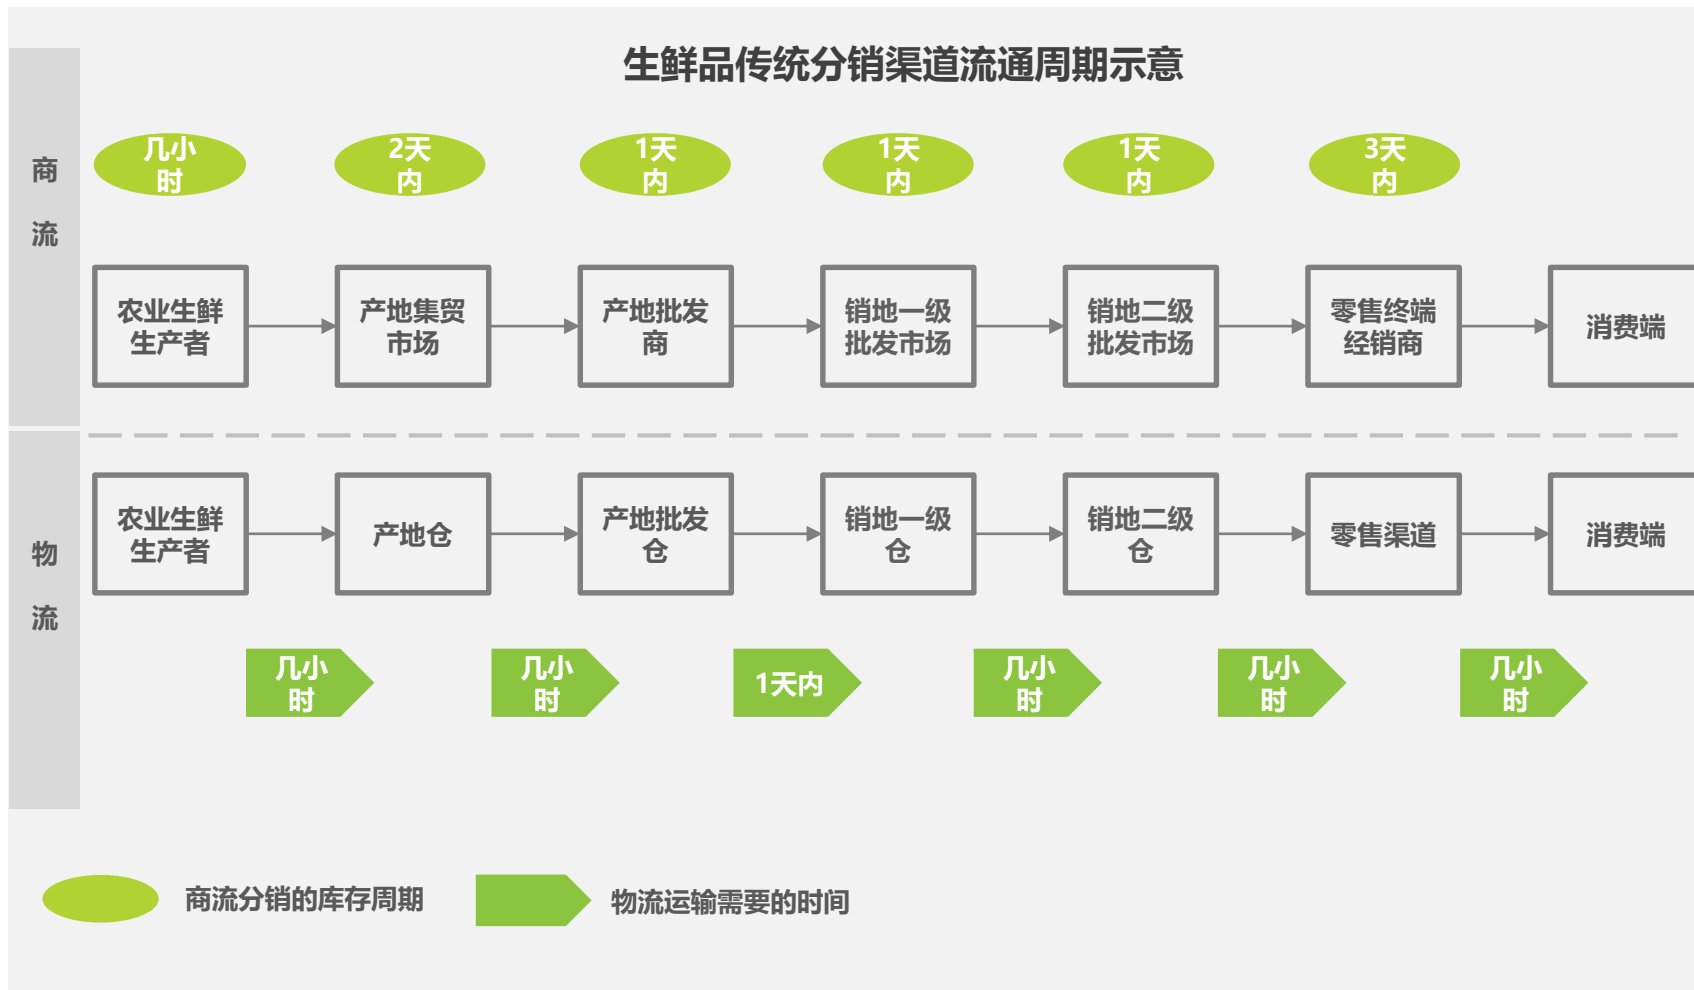 生鲜品传统分销渠道流通周期示意
商
流
几小
时
2天
内
1天
内
1天
内
1天
内
3天
内
农业生鲜
生产者
产地集贸
市场
产地批发
商
销地一级
批发市场
销地二级
批发市场
零售终端
经销商
消费端
物
流
农业生鲜
生产者
产地仓
产地批发
仓
销地一级
仓
销地二级
仓
零售渠道
消费端
几小
时
几小
时
1天内
几小
时
几小
时
几小
时
商流分销的库存周期
物流运输需要的时间